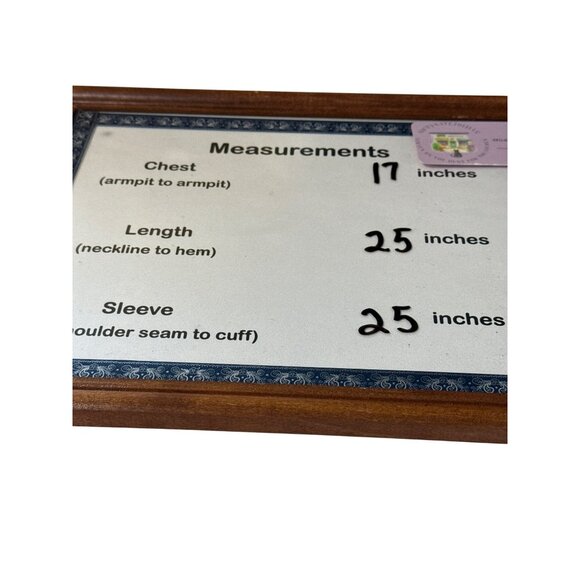 Measurements
Chest 17 inches
(armpit to armpit)
Length 25 inches
(neckline to hem)
Sleeve 25 inches
houlder seam to cuff)